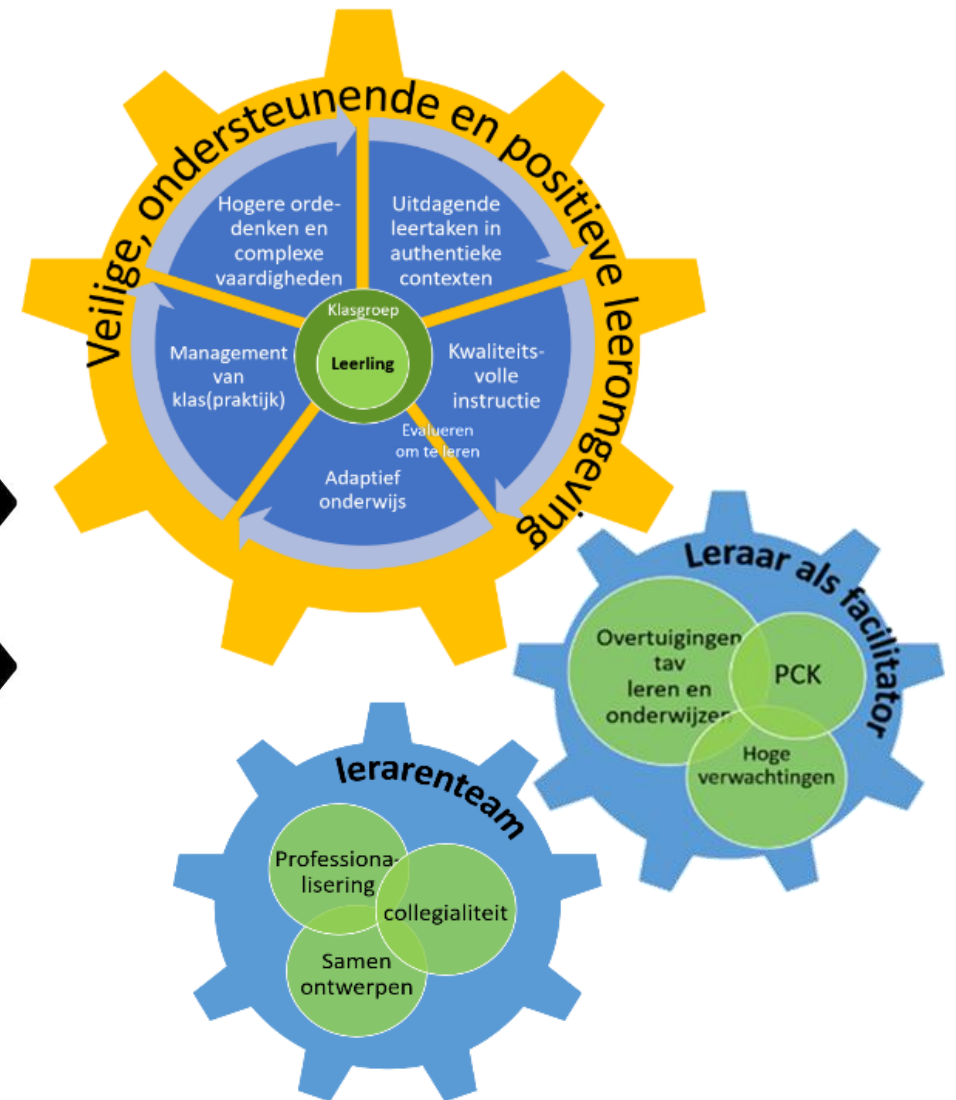 Veilige, ondersteunende en positieve leeromgeving
Hogere orde-
denken en
complexe
vaardigheden
Uitdagende
leertaken in
authentieke
contexten
Klasgroep
Leerling
Management
van
klas(praktijk)
Kwaliteits-
volle
instructie
Evalueren
om te leren
Adaptief
onderwijs
Leraar als facilitator
Overtuigingen
tav
leren en
onderwijzen
PCK
Hoge
verwachtingen
lerarenteam
Professiona-
lisering
collegialiteit
Samen
ontwerpen